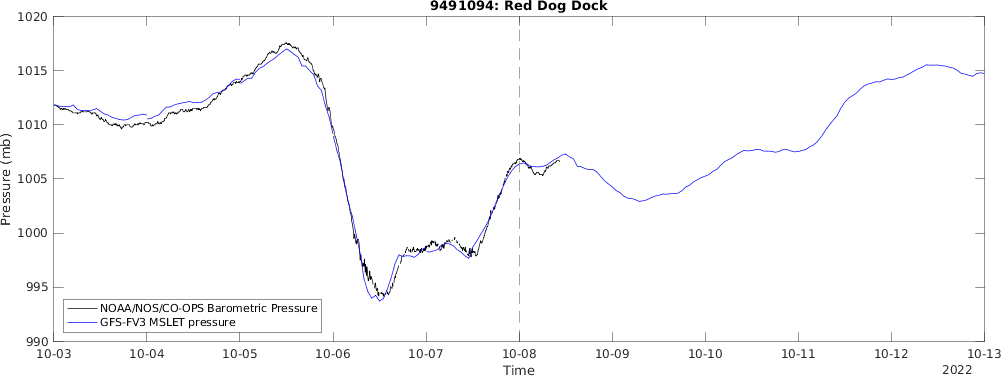 9491094: Red Dog Dock
1020
1015
1010
1005
1000
995
990
Pressure (mb)
NOAA/NOS/CO-OPS Barometric Pressure
GFS-FV3 MSLET pressure
10-03 10-04 10-05 10-06 10-07 10-08 10-09 10-10 10-11 10-12 10-13
Time
2022